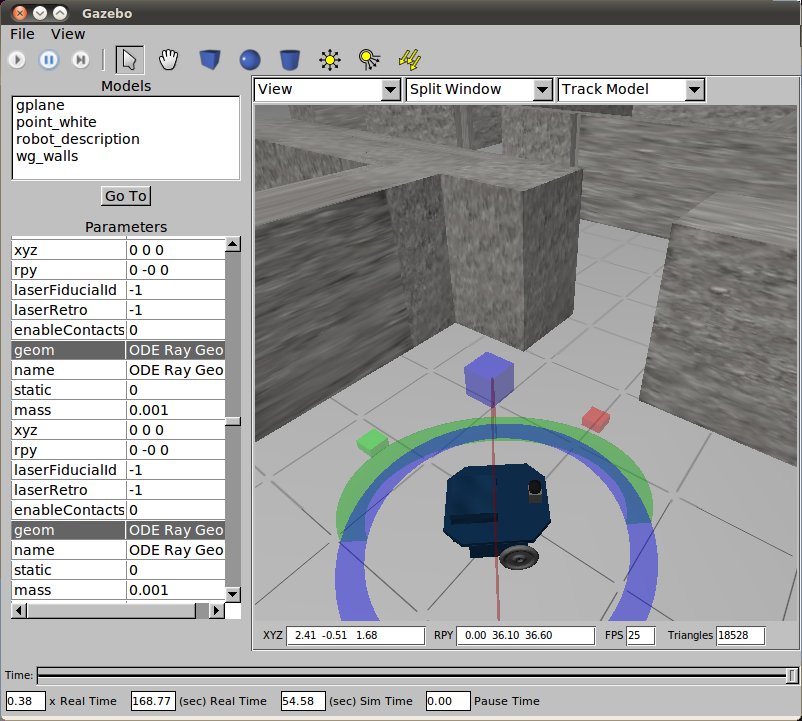 Gazebo
File View
Models
View Split Window Track Model
gplane
point_white
robot_description
wg_walls
Go To
Parameters
xyz 0 0 0
rpy 0 -0 0
laserFiducialId -1
laserRetro -1
enableContacts 0
geom ODE Ray Geo
name ODE Ray Geo
static 0
mass 0.001
xyz 0 0 0
rpy 0 -0 0
laserFiducialId -1
laserRetro -1
enableContacts 0
geom ODE Ray Geo
name ODE Ray Geo
static 0
mass 0.001
XYZ 2.41 -0.51 1.68 RPY 0.00 36.10 36.60 FPS 25 Triangles 18528
Time:
0.38 x Real Time 168.77 (sec) Real Time 54.58 (sec) Sim Time 0.00 Pause Time